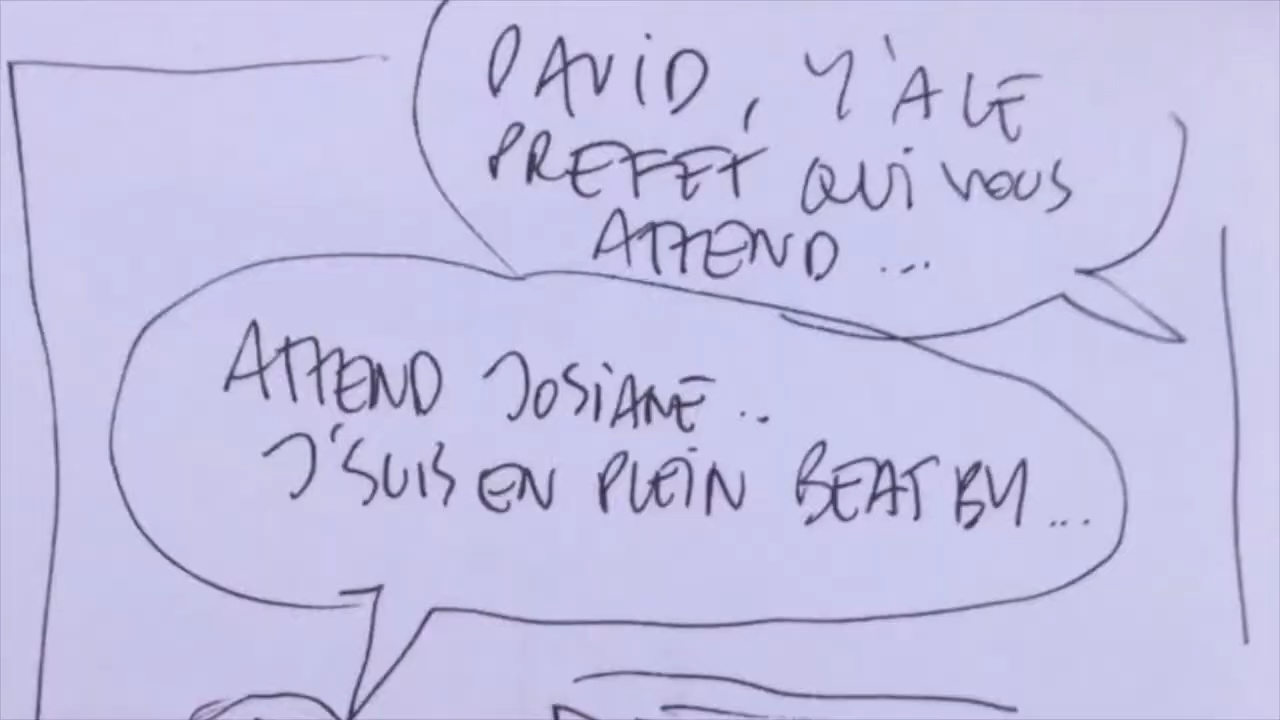 DAVID, Y'A LE
PREFET QUI VOUS
ATTEND ...
ATTEND JOSIANE..
J'SUIS EN PLEIN BEAT BY ...